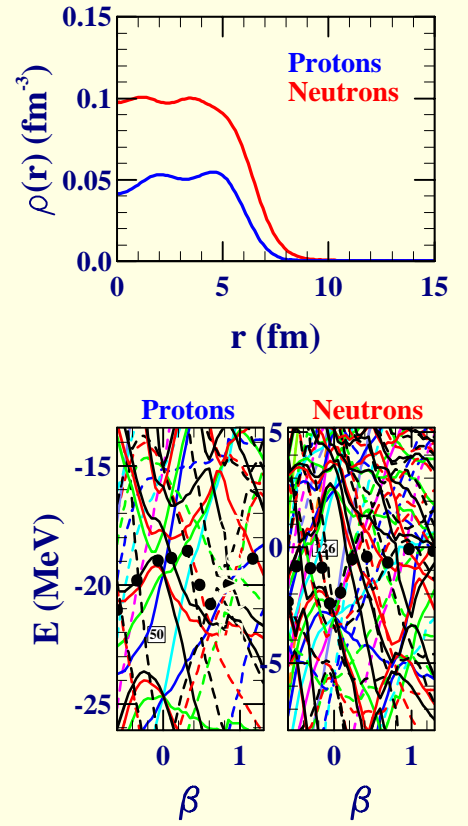 0.15
Protons
Neutrons
0.1
0.05
0.0
ρ(r) (fm-3)
0 5 10 15
r (fm)
Protons Neutrons
-15
-20
-25
E (MeV)
50
5
0
-5
126
0 1 0 1
β β